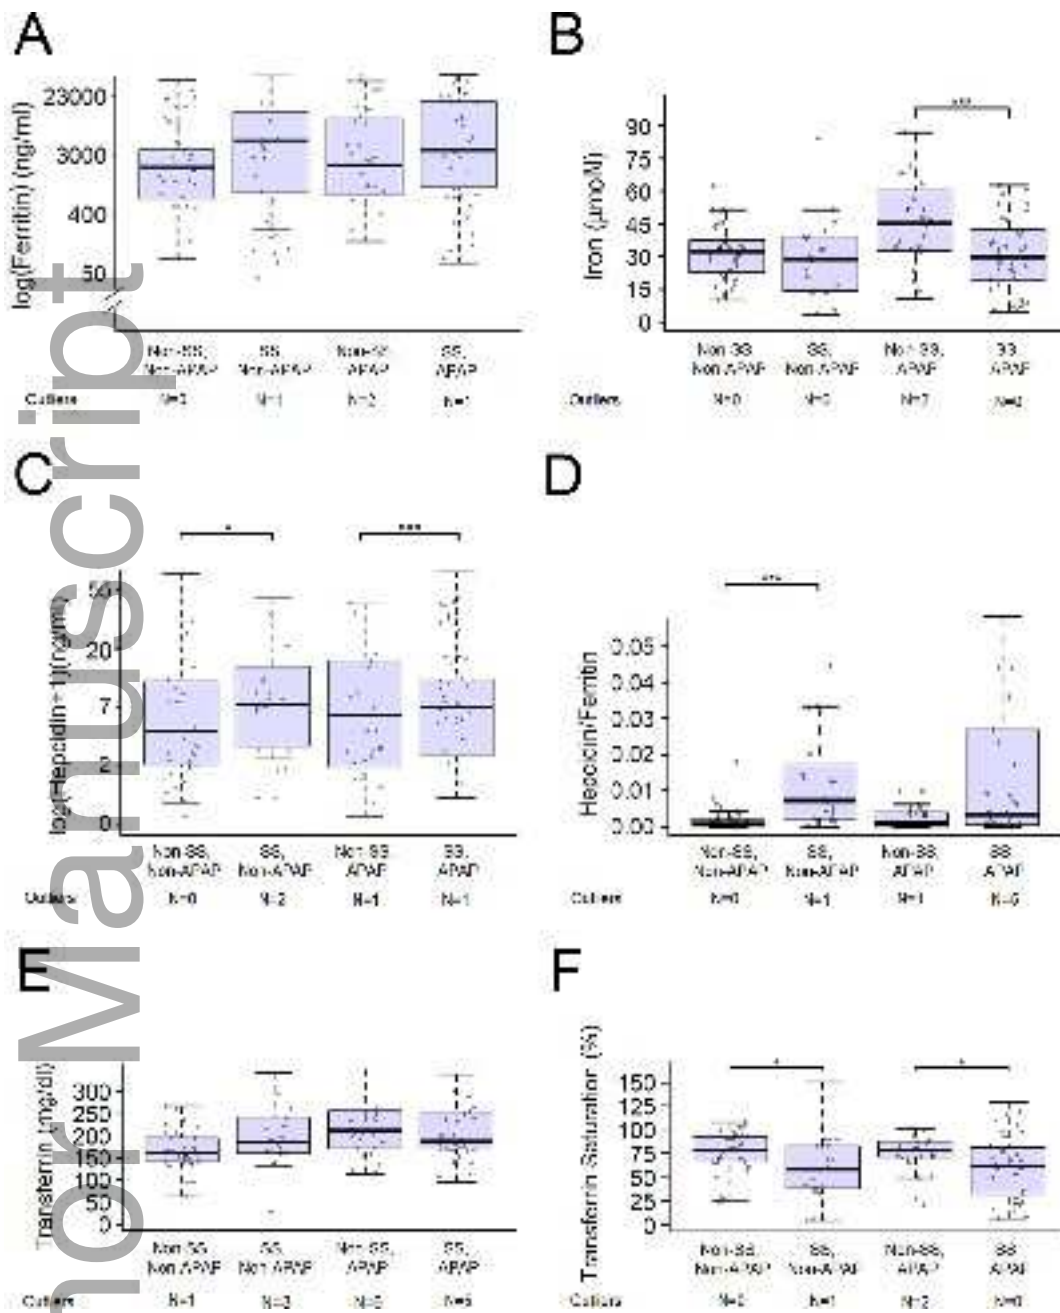 A
log(Ferritin) (ng/ml)
23000
3000
400
50
Non-SS, Non-APAP
SS, Non-APAP
Non-SS, APAP
SS, APAP
Outliers
N=1
N=2
B
Iron
90
75
60
45
30
15
0
Non-SS, Non-APAP
SS, Non-APAP
Non-SS, APAP
SS, APAP
Outliers
N=0
C
log(Hepcidin+1)(ng/ml)
20
7
2
0
*
***
Non-SS, Non-APAP
SS, Non-APAP
Non-SS, APAP
SS, APAP
Outliers
N=0
N=2
N=1
N=1
D
Hepcidin/Ferritin
0.05
0.04
0.03
0.02
0.01
0.00
***
Non-SS, Non-APAP
SS, Non-APAP
Non-SS, APAP
SS, APAP
Outliers
N=0
N=1
E
Transferrin (mg/dl)
300
250
200
150
100
50
0
Non-SS, Non-APAP
SS, Non-APAP
Non-SS, APAP
SS, APAP
Outliers
N=1
F
Transferrin Saturation (%)
150
125
100
75
50
25
0
*
*
Non-SS, Non-APAP
SS, Non-APAP
Non-SS, APAP
SS, APAP
Outliers
or Manuscript